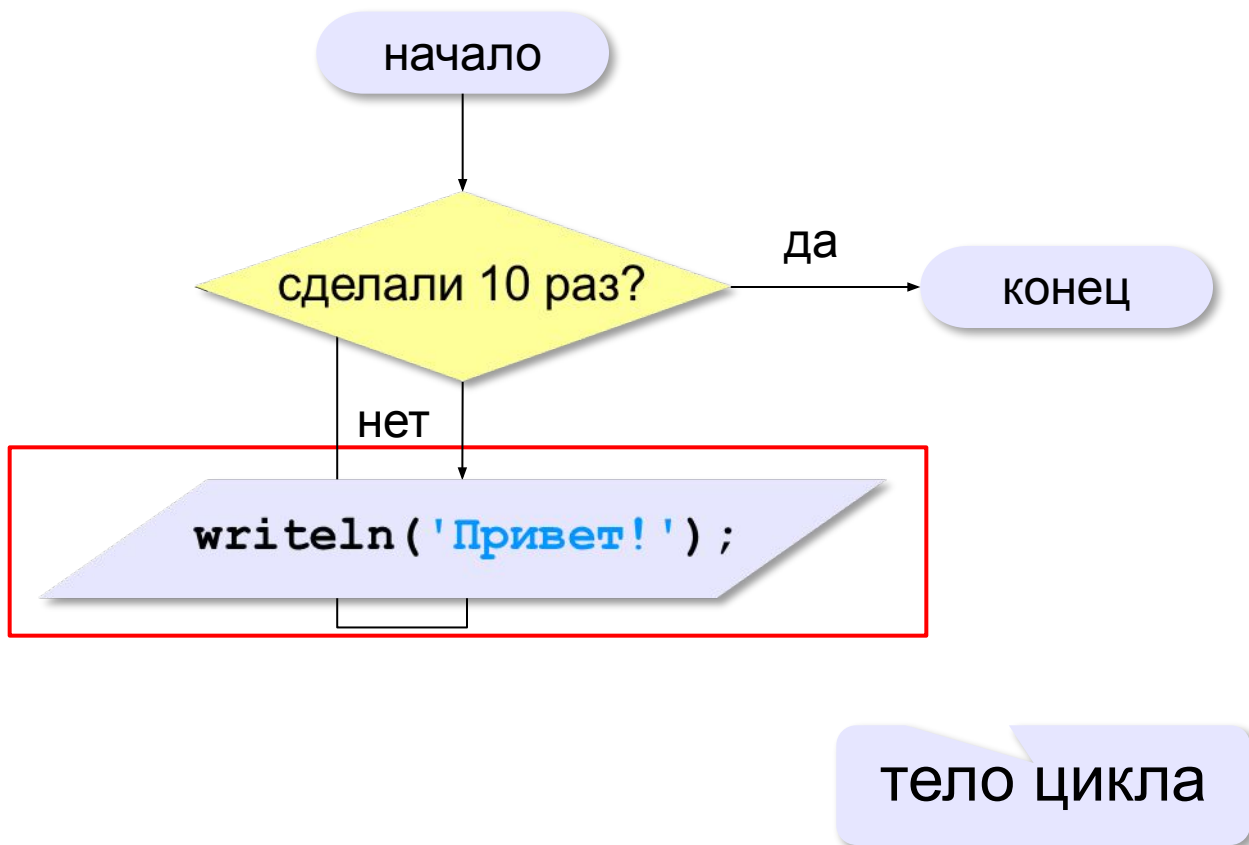 начало
сделали 10 раз?
да
конец
нет
writeln('Привет!');
тело цикла